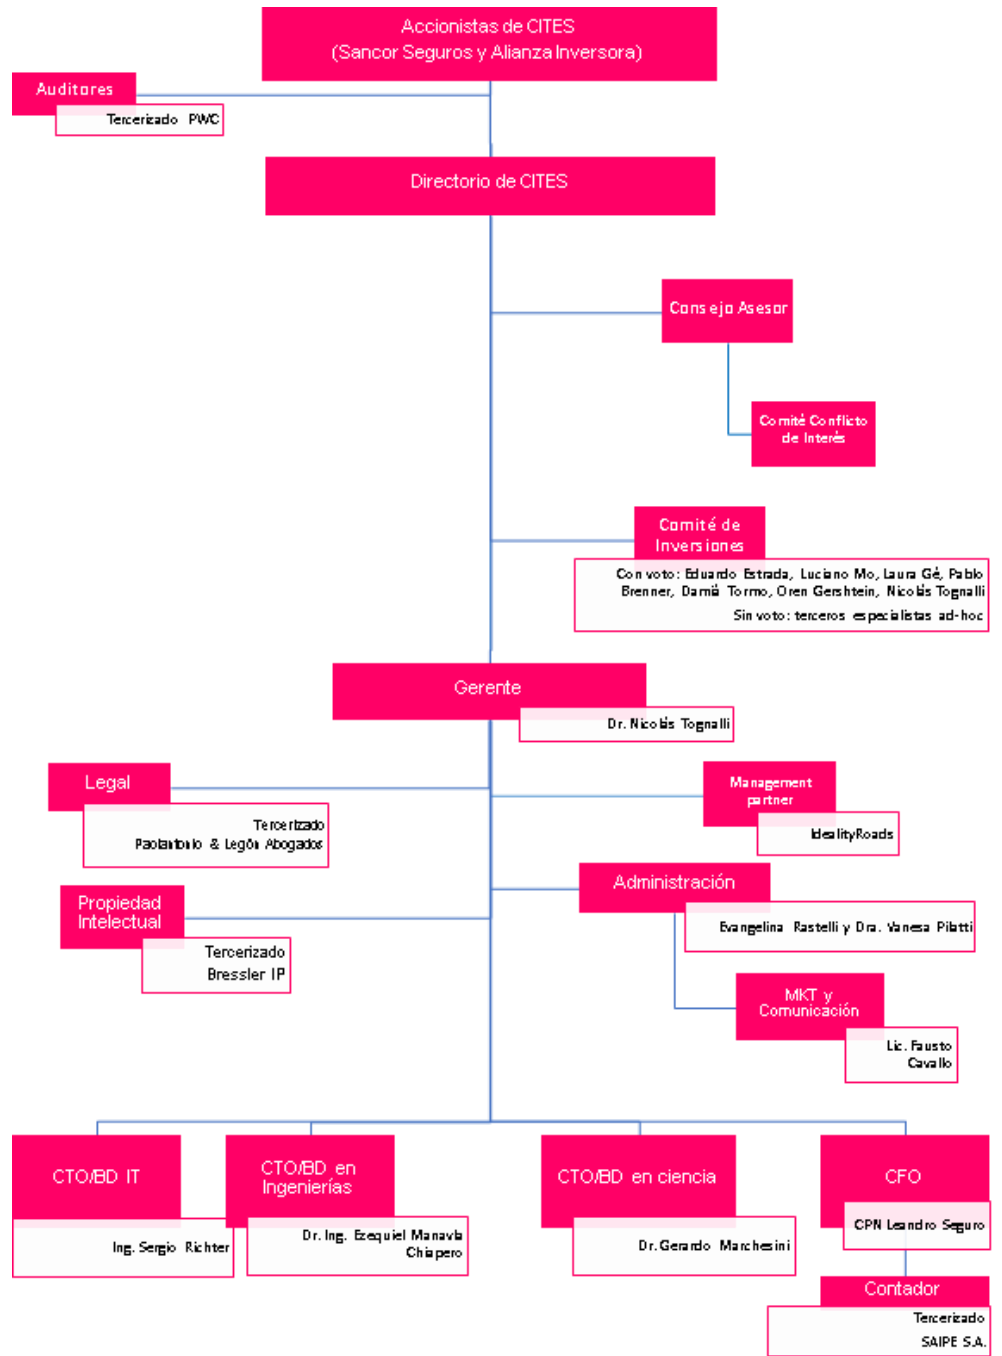 Accionistas de CITES
(Sancor Seguros y Alianza Inversora)
Auditores
Tercerizado PWC
Directorio de CITES
Consejo Asesor
Comité Conflicto
de Interés
Comité de
Inversiones
Con voto: Eduardo Estrada, Luciano Mo, Laura Gé, Pablo
Brenner, Damià Tormo, Oren Gershtein, Nicolás Tognalli
Sin voto: terceros especialistas ad-hoc
Gerente
Dr. Nicolás Tognalli
Legal
Tercerizado
Paolantonio & Legón Abogados
Management
partner
IdealityRoads
Administración
Evangelina Rastelli y Dra. Vanesa Pilatti
Propiedad
Intelectual
Tercerizado
Bressler IP
MKT y
Comunicación
Lic. Fausto
Cavallo
CTO/BD IT
Ing. Sergio Richter
CTO/BD en
Ingenierías
Dr. Ing. Ezequiel Manavla
Chiapero
CTO/BD en ciencia
Dr. Gerardo Marchesini
CFO
CPN Leandro Seguro
Contador
Tercerizado
SAIPE S.A.